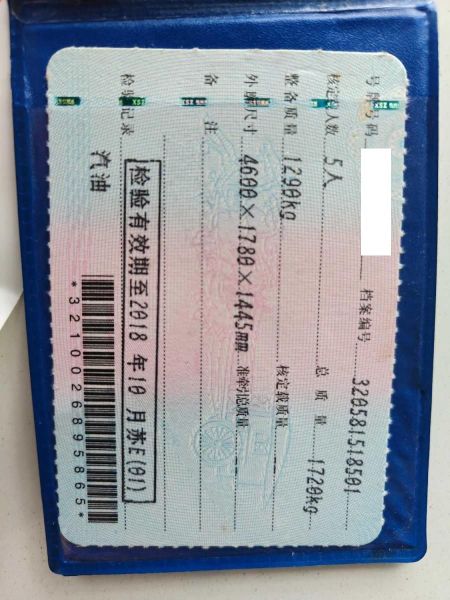 号牌号码 档案编号 320581518501
核定载人数 5人 总质量 1720kg
整备质量 1290kg 核定载质量
外廓尺寸 4600×1780×1445mm 准牵引总质量
备注
检验有效期至2018年10月苏E(01)
检验记录
汽油 *3210026895865*